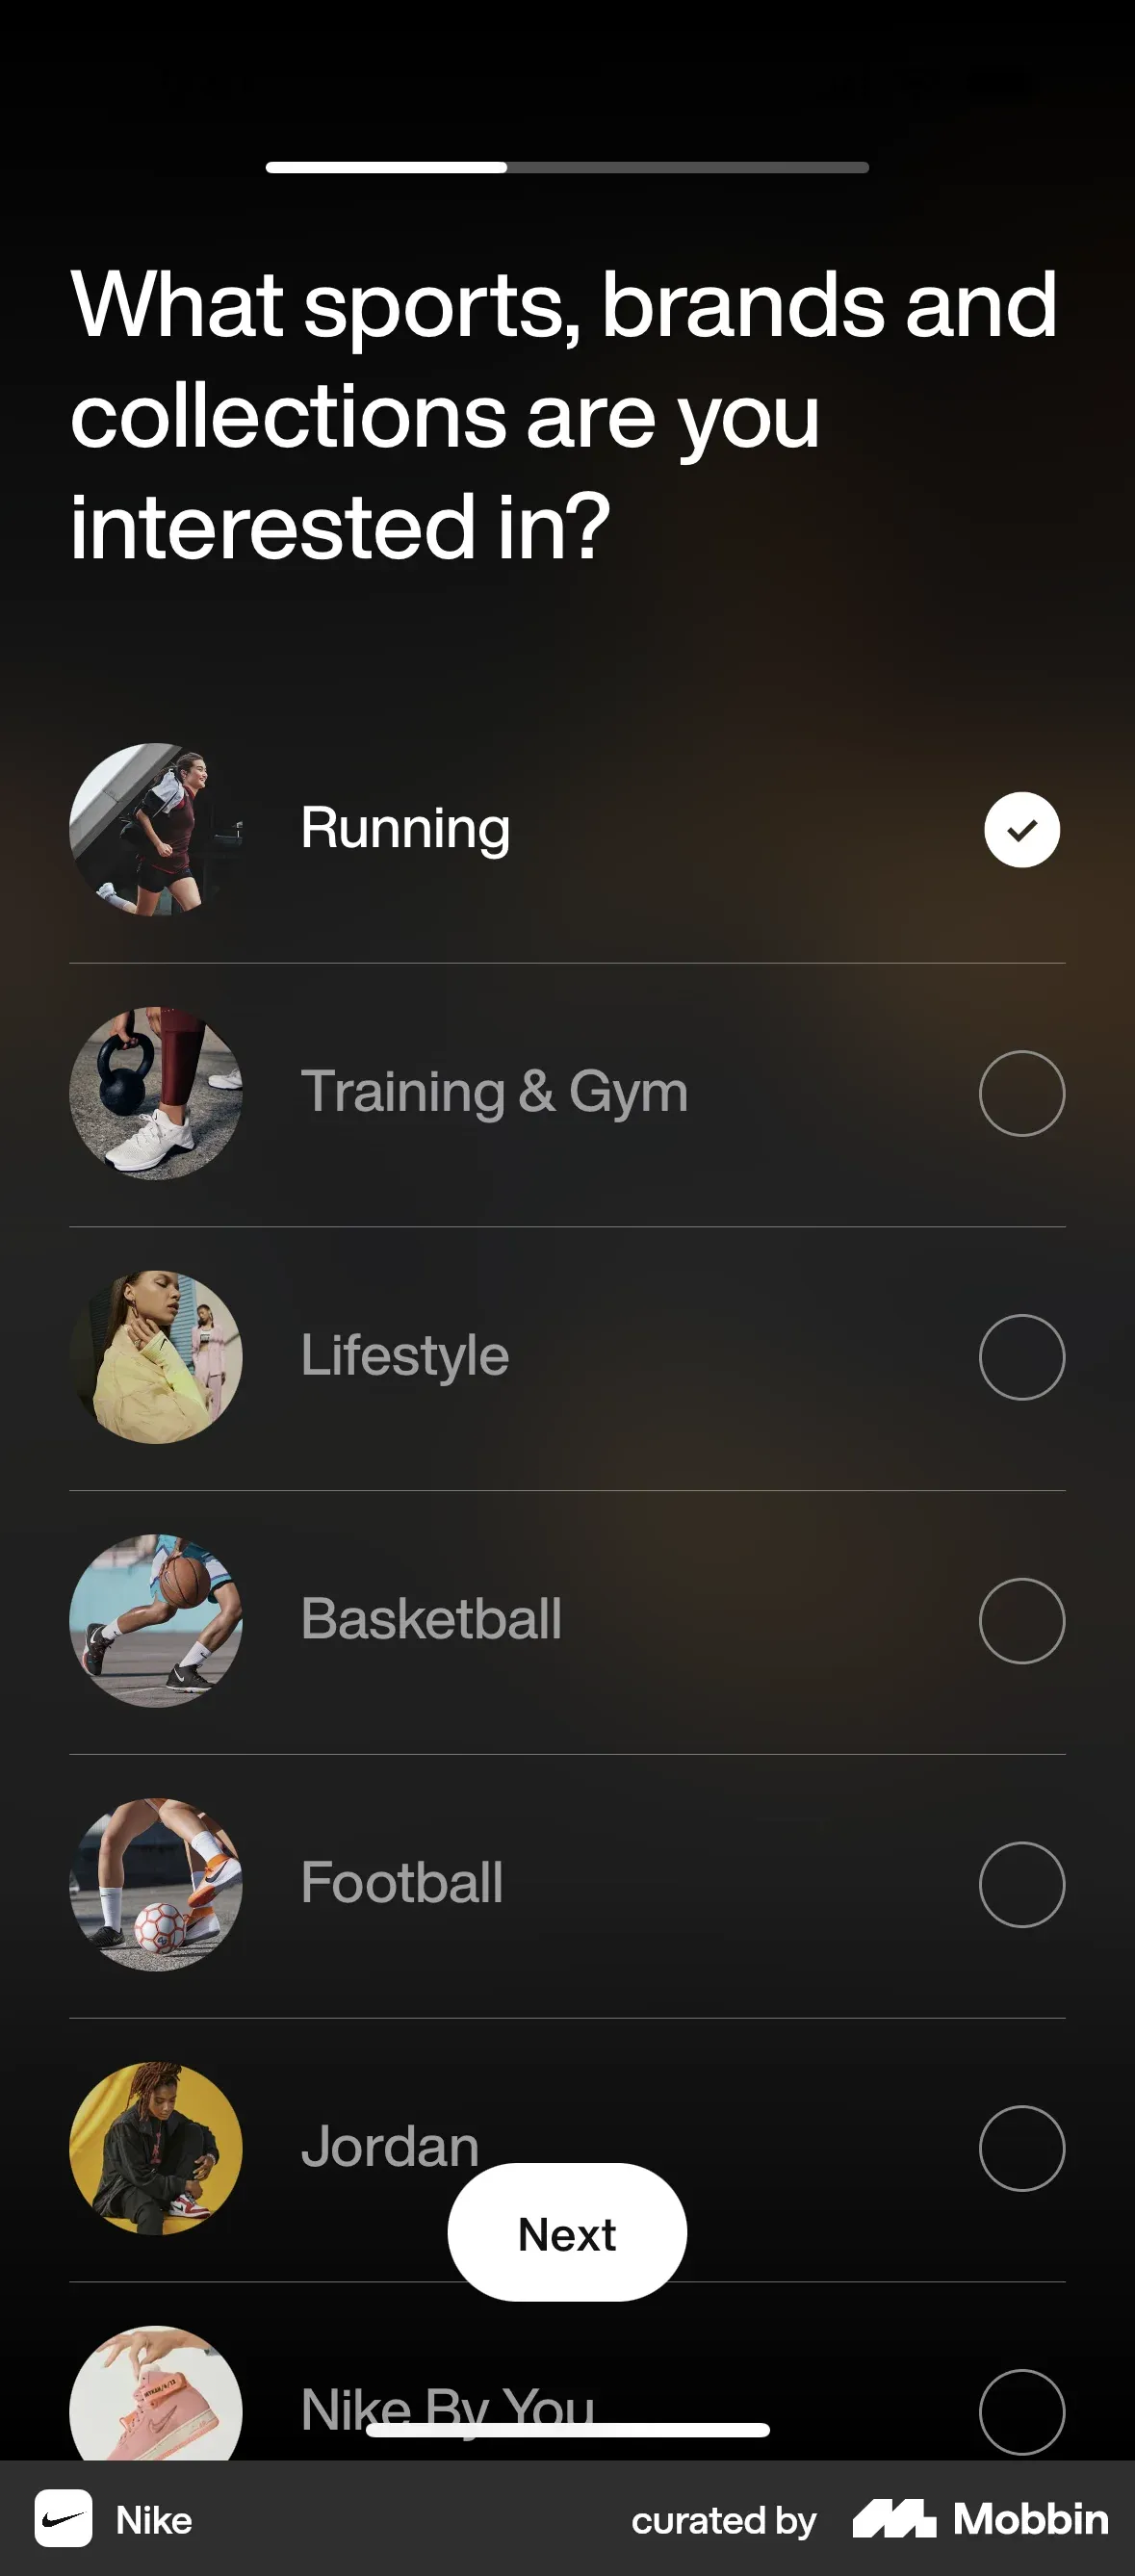 What sports, brands and
collections are you
interested in?
Running
Training & Gym
Lifestyle
Basketball
Football
Jordan
Next
Nike By You
Nike
curated by Mobbin